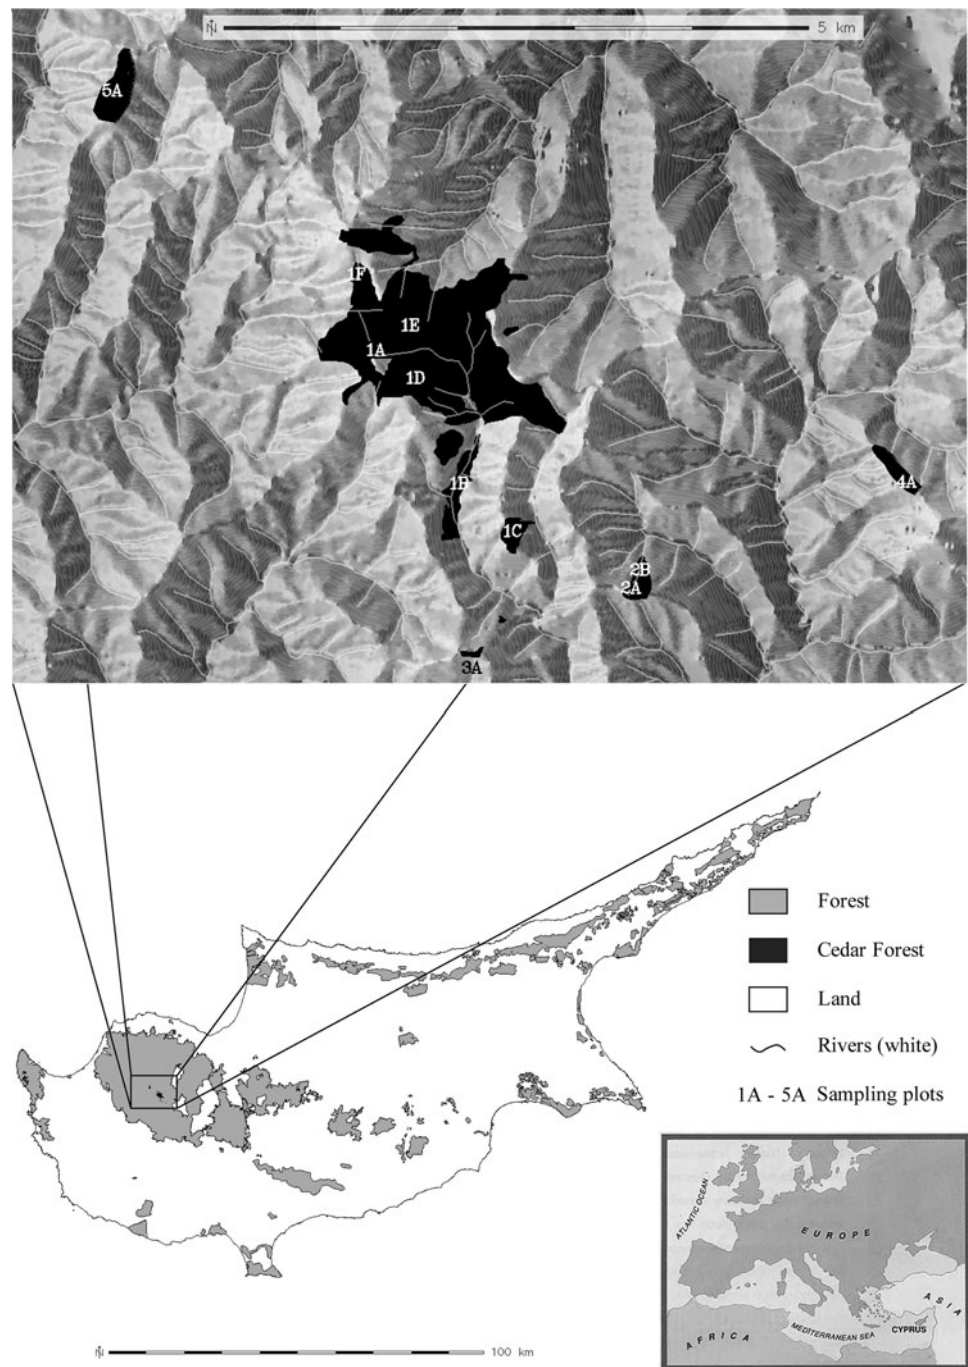 N 5 km
5A
1F
1E
1A
1D
1B
1C
4A
2B
2A
3A
Forest
Cedar Forest
Land
Rivers (white)
1A - 5A Sampling plots
ATLANTIC OCEAN
EUROPE
ASIA
AFRICA
MEDITERRANEAN SEA
CYPRUS
N 100 km